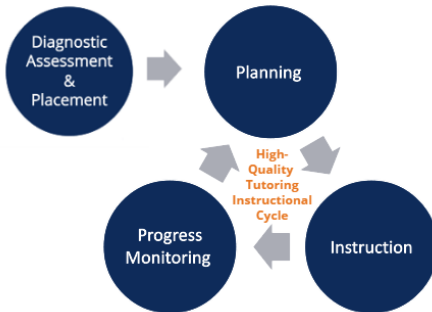 Diagnostic
Assessment
&
Placement
Planning
High-
Quality
Tutoring
Instructional
Cycle
Progress
Monitoring
Instruction